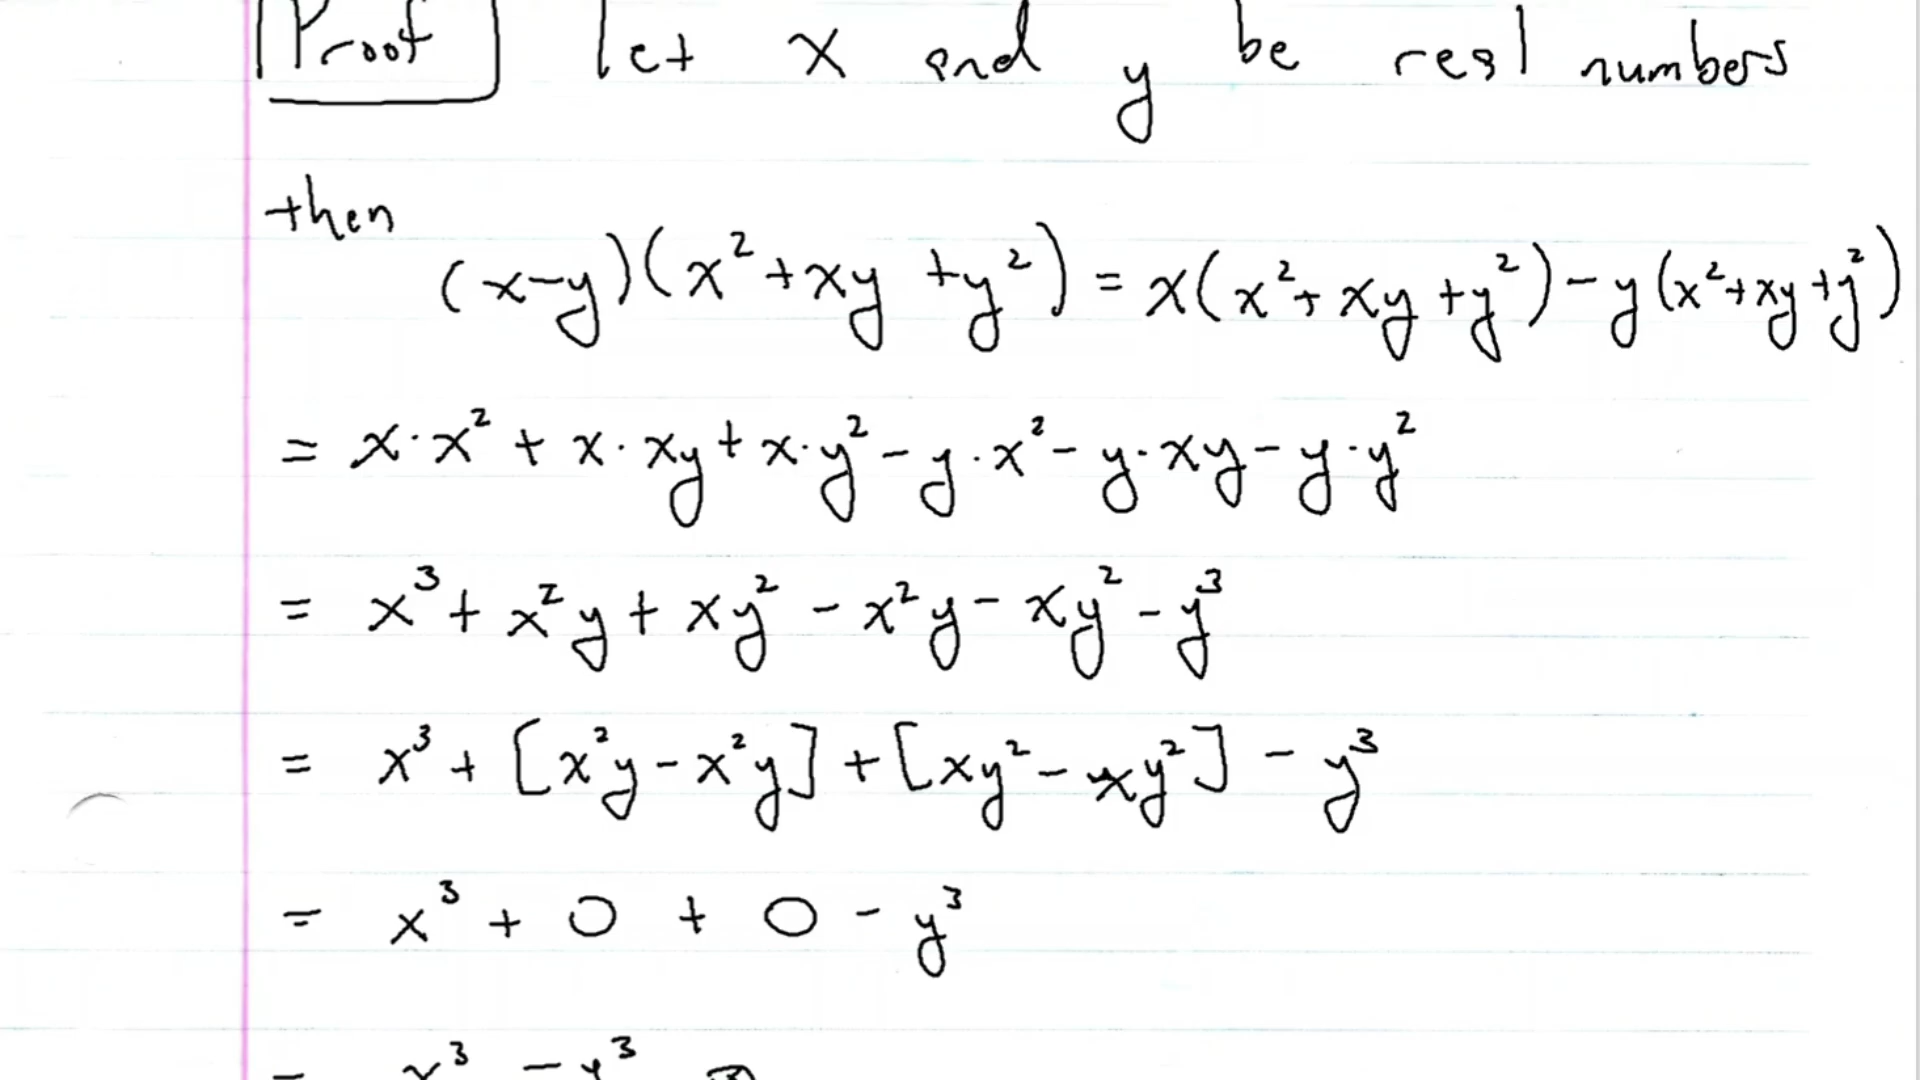 Proof let x and y be real numbers
then
(x-y)(x²+xy+y²) = x(x²+xy+y²)-y(x²+xy+y²)
= x·x² + x·xy + x·y² - y·x² - y·xy - y·y²
= x³ + x²y + xy² - x²y - xy² - y³
= x³ + [x²y - x²y] + [xy² - xy²] - y³
= x³ + 0 + 0 - y³
= x³ - y³